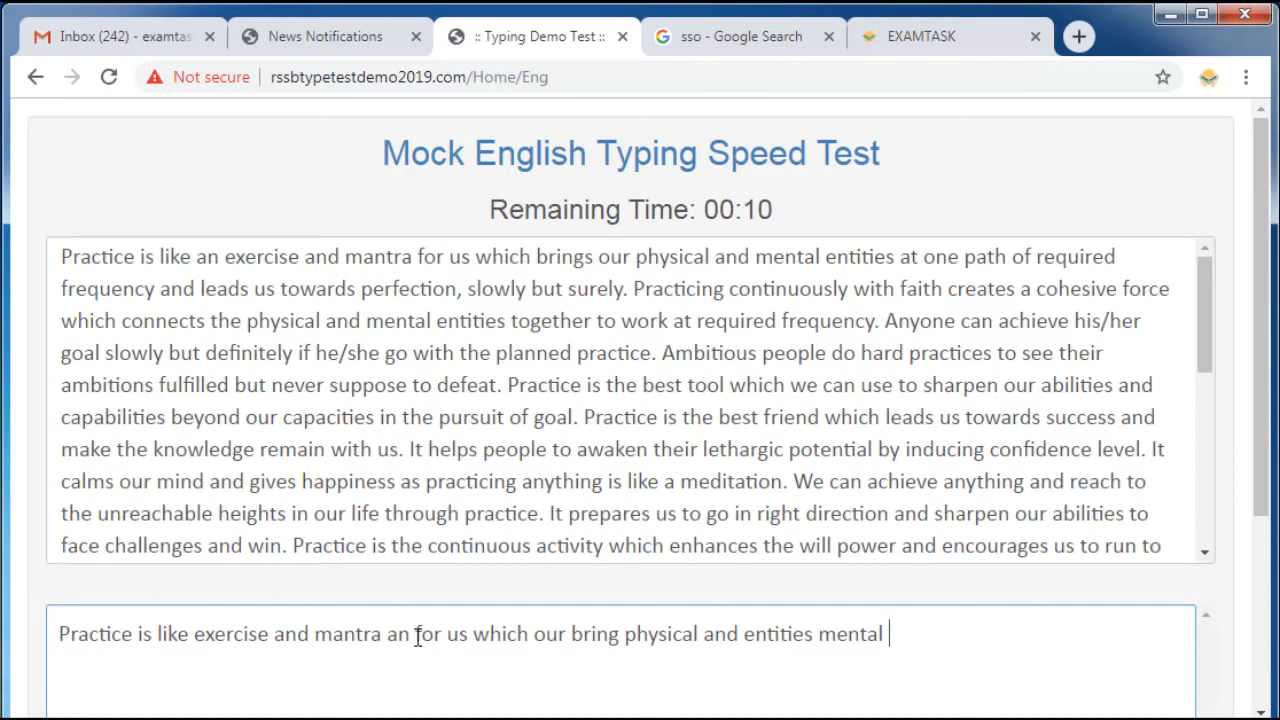 Inbox (242) - examtas
News Notifications
:: Typing Demo Test ::
sso - Google Search
EXAMTASK
Not secure
rssbtypetestdemo2019.com/Home/Eng
Mock English Typing Speed Test
Remaining Time: 00:10
Practice is like an exercise and mantra for us which brings our physical and mental entities at one path of required
frequency and leads us towards perfection, slowly but surely. Practicing continuously with faith creates a cohesive force
which connects the physical and mental entities together to work at required frequency. Anyone can achieve his/her
goal slowly but definitely if he/she go with the planned practice. Ambitious people do hard practices to see their
ambitions fulfilled but never suppose to defeat. Practice is the best tool which we can use to sharpen our abilities and
capabilities beyond our capacities in the pursuit of goal. Practice is the best friend which leads us towards success and
make the knowledge remain with us. It helps people to awaken their lethargic potential by inducing confidence level. It
calms our mind and gives happiness as practicing anything is like a meditation. We can achieve anything and reach to
the unreachable heights in our life through practice. It prepares us to go in right direction and sharpen our abilities to
face challenges and win. Practice is the continuous activity which enhances the will power and encourages us to run to
Practice is like exercise and mantra an for us which our bring physical and entities mental